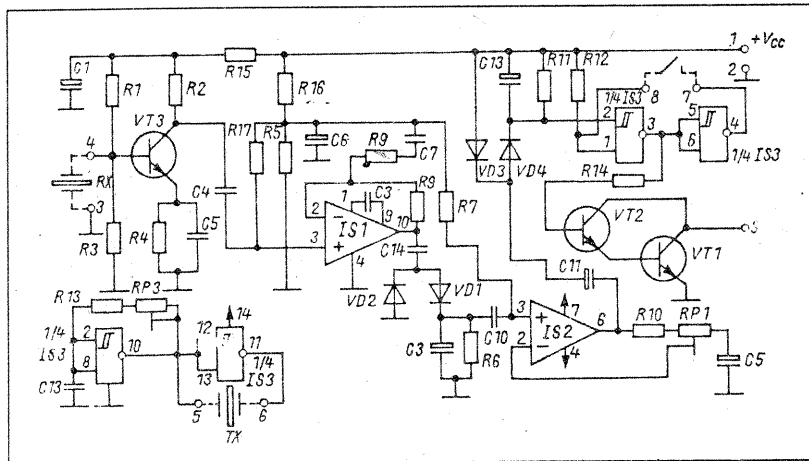 1 +Vcc
C1 R1 R2 R15 R16 C13 R11 R12 2
1/4 IS3 8 7
VT3 2 II 3 5 II 4
4 R17 R5 C6 R9 C7 1 6
VD3 VD4 1/4 IS3
RX R14
3 C4 1 C3 R9 R7
2 − 9 10 VT2
R3 R4 C5 3 + IS1 C14 C11 VT1 S
4
R13 RP3 VD2 VD1
14 3 + 7 6 R10 RP1
1/4 2 II 10 12 11 C10 IS2
IS3 8 13 1/4 IS3 C3 R6 2 − 4 C5
C13
5 6
TX